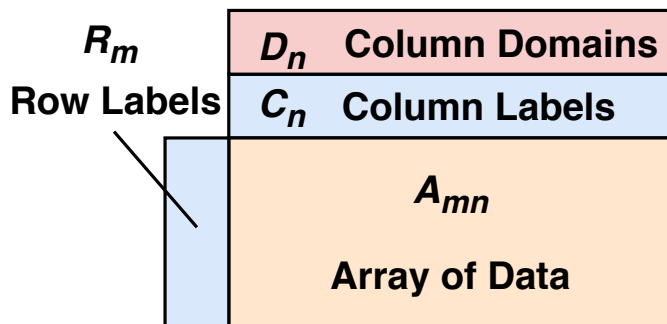 R_m
Row Labels
D_n Column Domains
C_n Column Labels
A_mn
Array of Data